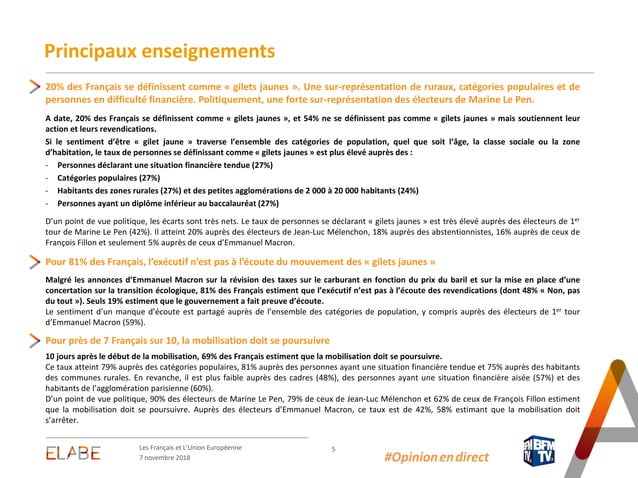 Principaux enseignements
20% des Français se définissent comme « gilets jaunes ». Une sur-représentation de ruraux, catégories populaires et de
personnes en difficulté financière. Politiquement, une forte sur-représentation des électeurs de Marine Le Pen.
A date, 20% des Français se définissent comme « gilets jaunes », et 54% ne se définissent pas comme « gilets jaunes » mais soutiennent leur
action et leurs revendications.
Si le sentiment d’être « gilet jaune » traverse l’ensemble des catégories de population, quel que soit l’âge, la classe sociale ou la zone
d’habitation, le taux de personnes se définissant comme « gilets jaunes » est plus élevé auprès des :
- Personnes déclarant une situation financière tendue (27%)
- Catégories populaires (27%)
- Habitants des zones rurales (27%) et des petites agglomérations de 2 000 à 20 000 habitants (24%)
- Personnes ayant un diplôme inférieur au baccalauréat (27%)
D’un point de vue politique, les écarts sont très nets. Le taux de personnes se déclarant « gilets jaunes » est très élevé auprès des électeurs de 1er
tour de Marine Le Pen (42%). Il atteint 20% auprès des électeurs de Jean-Luc Mélenchon, 18% auprès des abstentionnistes, 16% auprès de ceux de
François Fillon et seulement 5% auprès de ceux d’Emmanuel Macron.
Pour 81% des Français, l’exécutif n’est pas à l’écoute du mouvement des « gilets jaunes »
Malgré les annonces d’Emmanuel Macron sur la révision des taxes sur le carburant en fonction du prix du baril et sur la mise en place d’une
concertation sur la transition écologique, 81% des Français estiment que l’exécutif n’est pas à l’écoute des revendications (dont 48% « Non, pas
du tout »). Seuls 19% estiment que le gouvernement a fait preuve d’écoute.
Le sentiment d’un manque d’écoute est partagé auprès de l’ensemble des catégories de population, y compris auprès des électeurs de 1er tour
d’Emmanuel Macron (59%).
Pour près de 7 Français sur 10, la mobilisation doit se poursuivre
10 jours après le début de la mobilisation, 69% des Français estiment que la mobilisation doit se poursuivre.
Ce taux atteint 79% auprès des catégories populaires, 81% auprès des personnes ayant une situation financière tendue et 75% auprès des habitants
des communes rurales. En revanche, il est plus faible auprès des cadres (48%), des personnes ayant une situation financière aisée (57%) et des
habitants de l’agglomération parisienne (60%).
D’un point de vue politique, 90% des électeurs de Marine Le Pen, 79% de ceux de Jean-Luc Mélenchon et 62% de ceux de François Fillon estiment
que la mobilisation doit se poursuivre. Auprès des électeurs d’Emmanuel Macron, ce taux est de 42%, 58% estimant que la mobilisation doit
s’arrêter.
ELABE
Les Français et L’Union Européenne
7 novembre 2018
5
#Opinionendirect
BFM
TV.